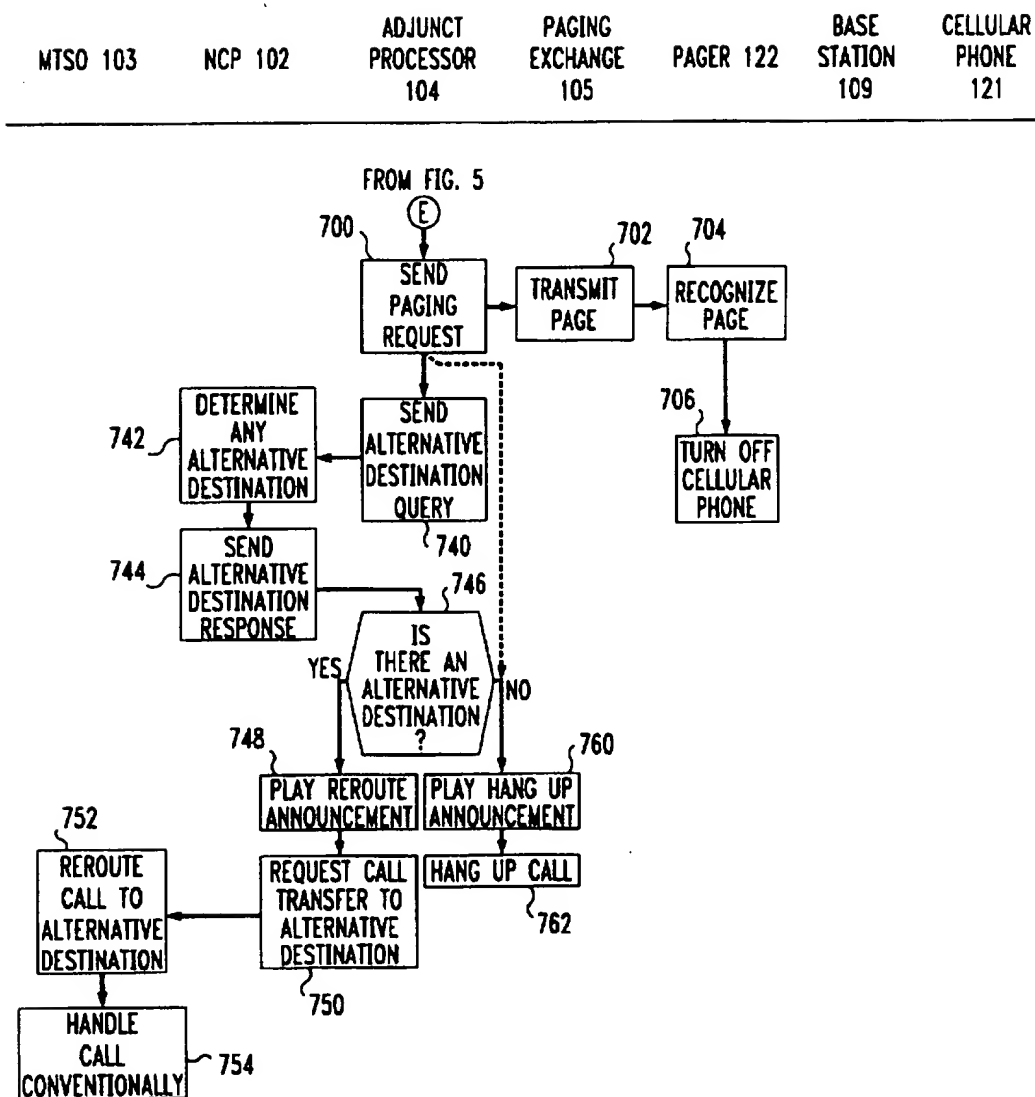 MTSO 103
NCP 102
ADJUNCT
PROCESSOR
104
PAGING
EXCHANGE
105
PAGER 122
BASE
STATION
109
CELLULAR
PHONE
121
FROM FIG. 5
E
700
SEND
PAGING
REQUEST
702
TRANSMIT
PAGE
704
RECOGNIZE
PAGE
706
TURN OFF
CELLULAR
PHONE
742
DETERMINE
ANY
ALTERNATIVE
DESTINATION
SEND
ALTERNATIVE
DESTINATION
QUERY
740
744
SEND
ALTERNATIVE
DESTINATION
RESPONSE
746
IS
THERE AN
ALTERNATIVE
DESTINATION
?
YES
NO
748
PLAY REROUTE
ANNOUNCEMENT
760
PLAY HANG UP
ANNOUNCEMENT
752
REROUTE
CALL TO
ALTERNATIVE
DESTINATION
REQUEST CALL
TRANSFER TO
ALTERNATIVE
DESTINATION
750
HANG UP CALL
762
HANDLE
CALL
CONVENTIONALLY
754